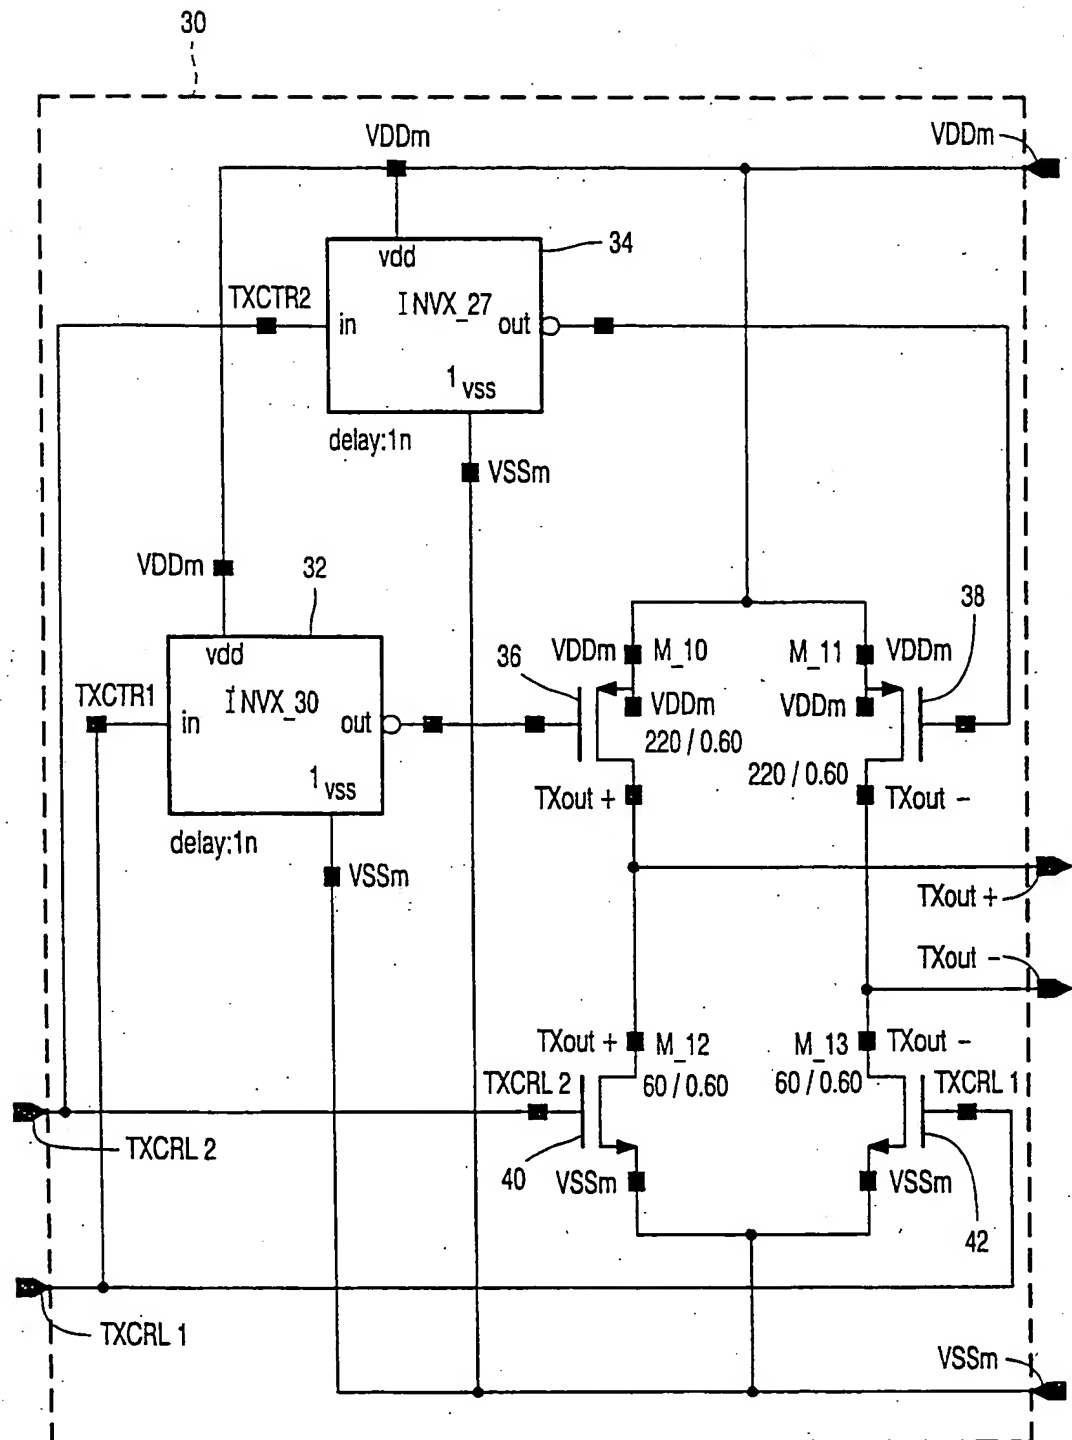 30
VDDm
VDDm
vdd
34
TXCTR2
in
INVX_27
out
1 vss
delay:1n
VSSm
VDDm
32
vdd
TXCTR1
in
INVX_30
out
1 vss
delay:1n
VSSm
36
VDDm
M_10
M_11
VDDm
38
VDDm
VDDm
220 / 0.60
220 / 0.60
TXout +
TXout -
TXout +
TXout -
TXout +
M_12
M_13
TXout -
TXCRL 2
60 / 0.60
60 / 0.60
TXCRL 1
TXCRL 2
40
VSSm
VSSm
42
TXCRL 1
VSSm